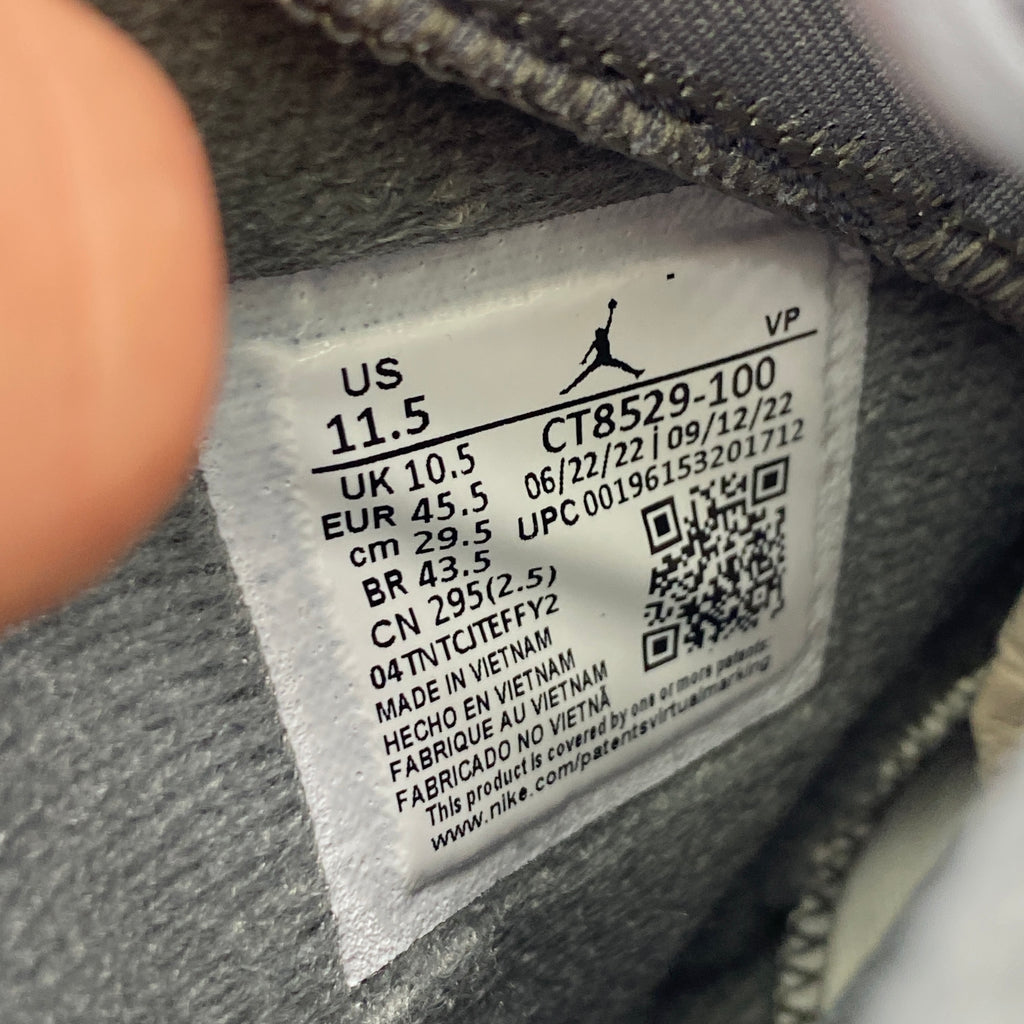 US
11.5
VP
UK 10.5
EUR 45.5
cm 29.5
BR 43.5
CN 295(2.5)
CT8529-100
06/22/22 | 09/12/22
UPC 00196153201712
04TNTCJTEFFY2
MADE IN VIETNAM
HECHO EN VIETNAM
FABRIQUE AU VIETNAM
FABRICADO NO VIETNÃ
This product is covered by one or more patents:
www.nike.com/patentsvirtualmarking